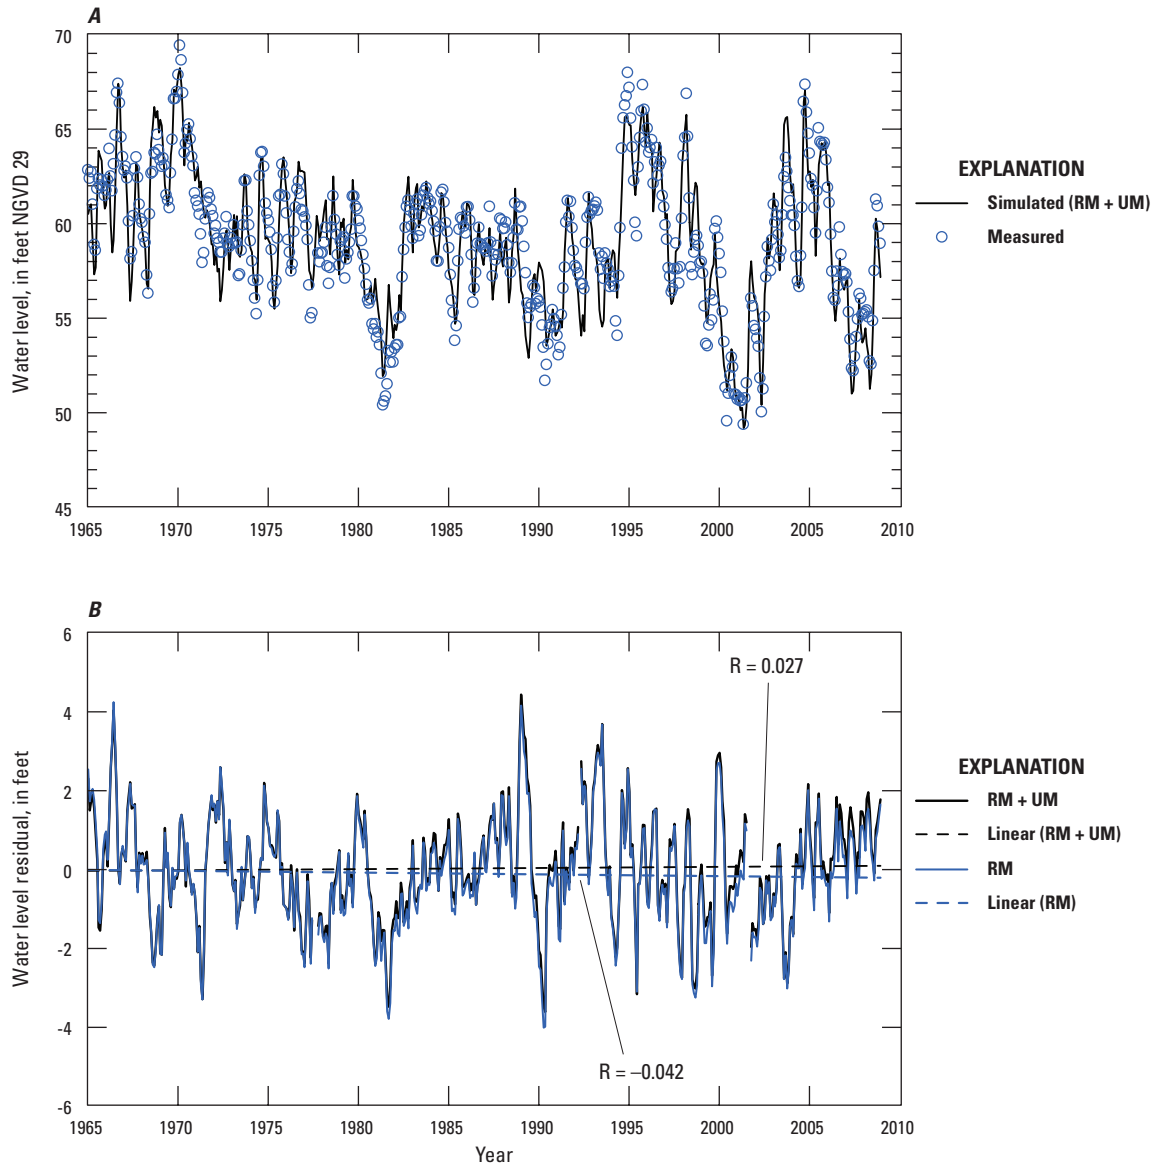 A
Water level, in feet NGVD 29
70
65
60
55
50
45
1965 1970 1975 1980 1985 1990 1995 2000 2005 2010
EXPLANATION
Simulated (RM + UM)
Measured
B
Water level residual, in feet
6
4
2
0
-2
-4
-6
R = 0.027
R = –0.042
1965 1970 1975 1980 1985 1990 1995 2000 2005 2010
Year
EXPLANATION
RM + UM
Linear (RM + UM)
RM
Linear (RM)